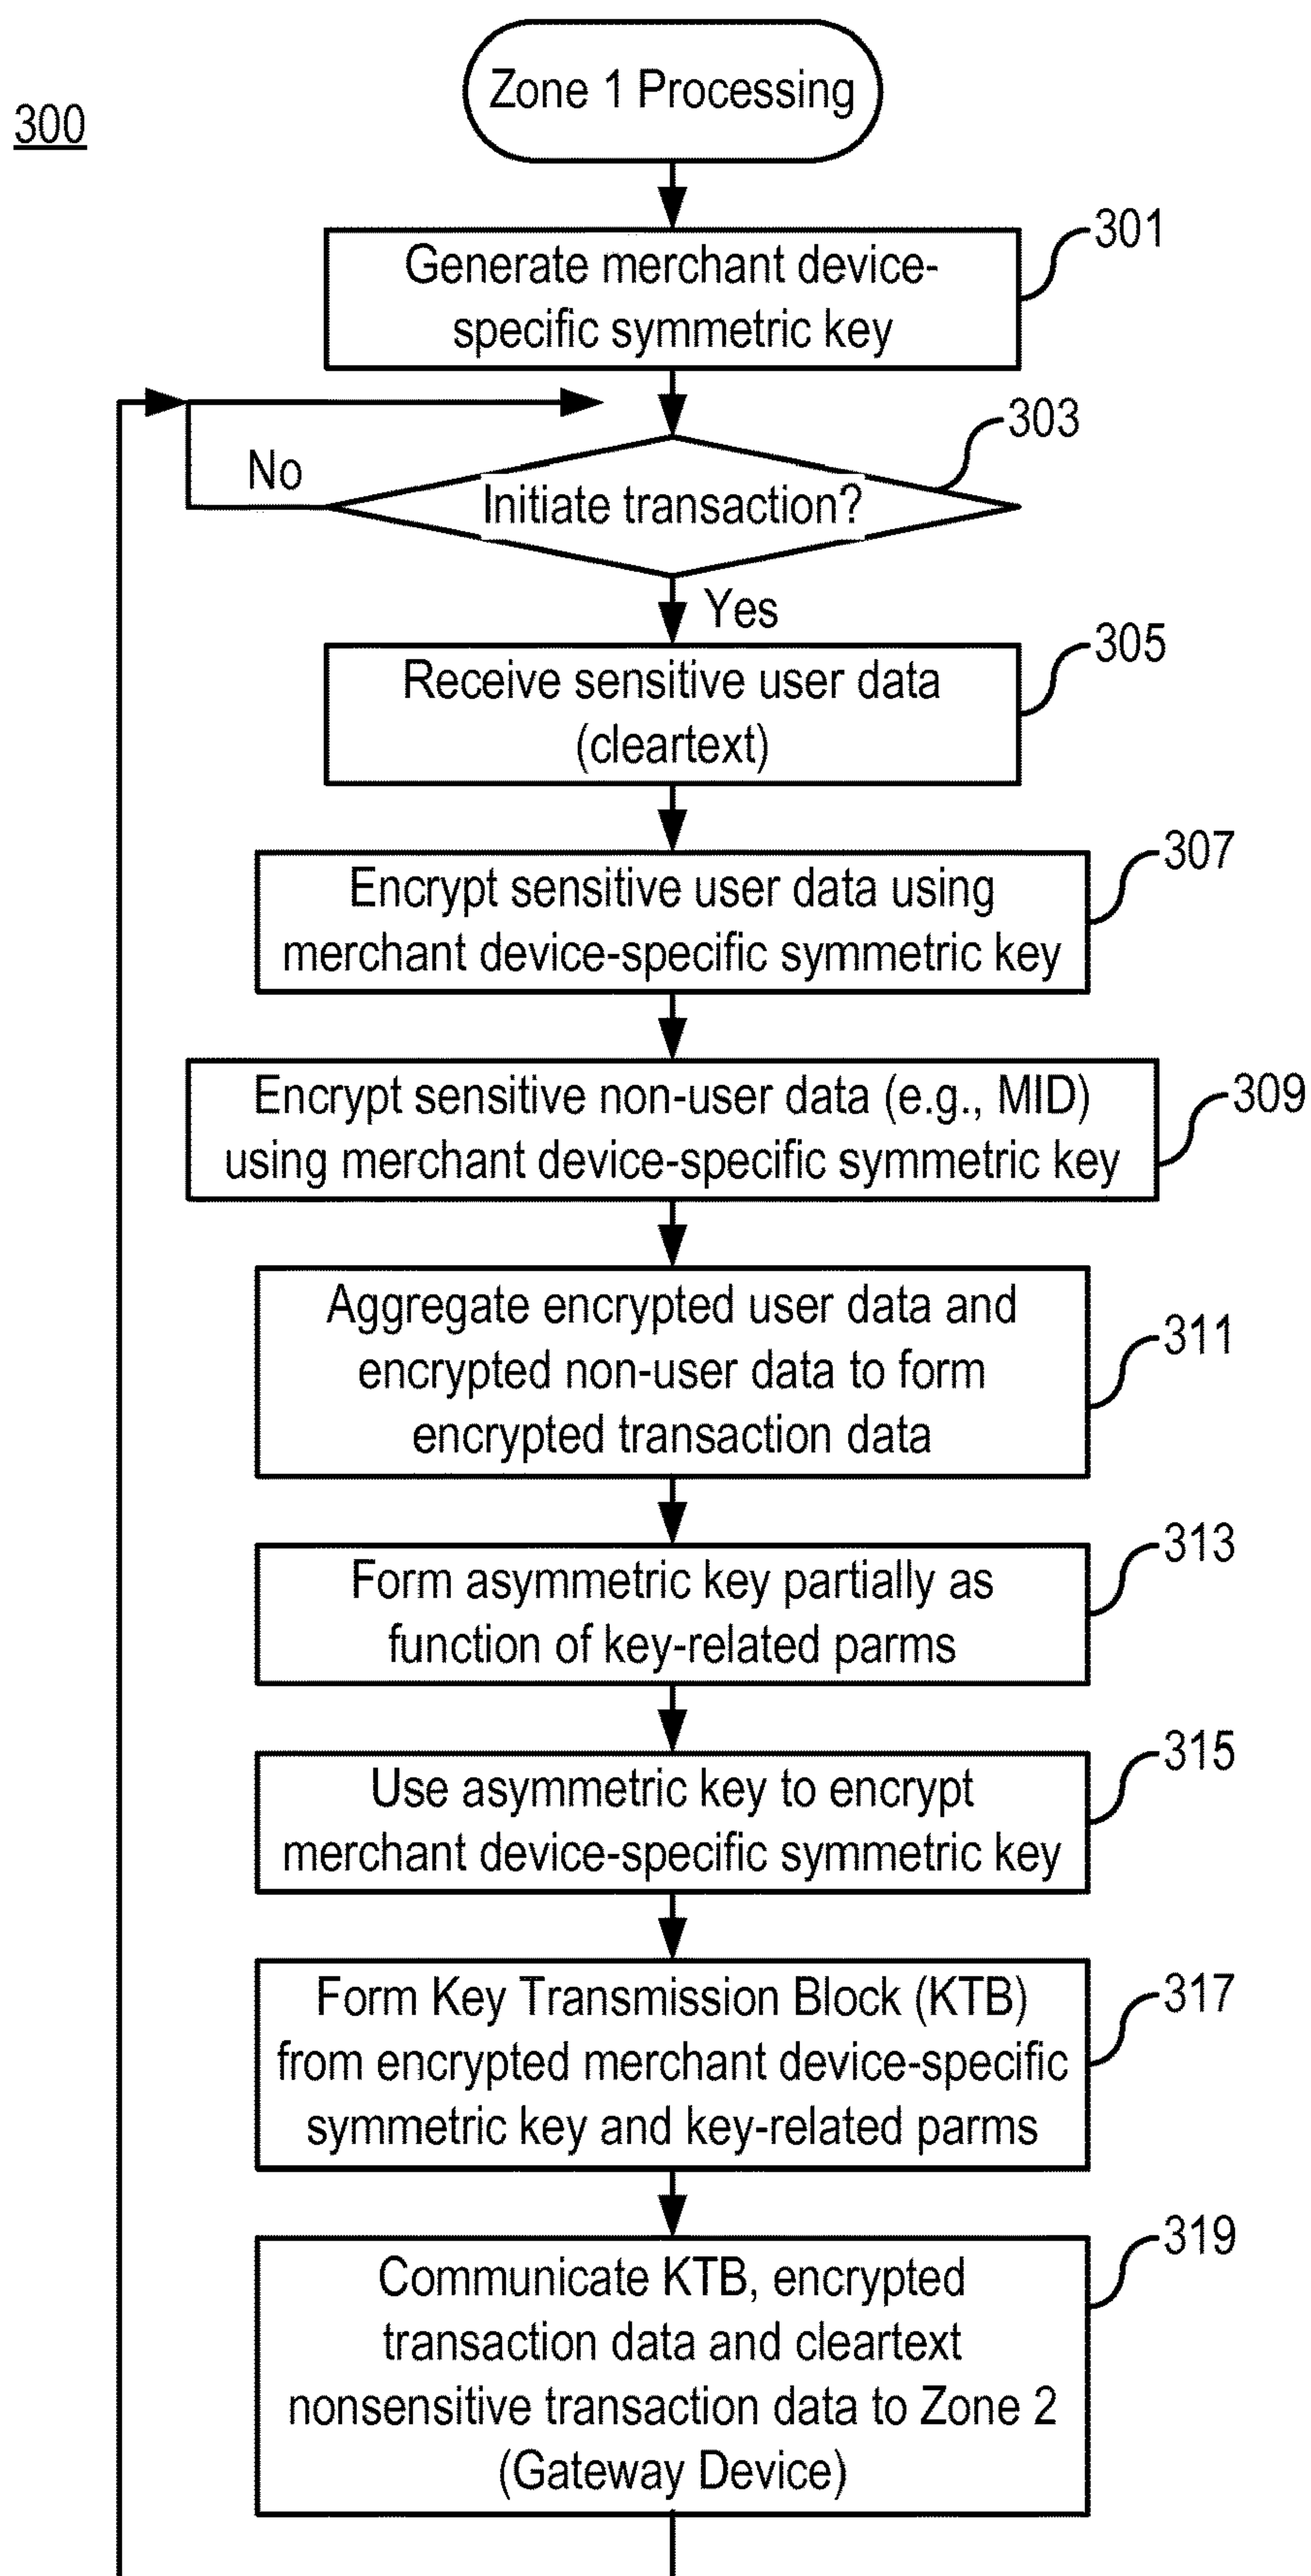 Zone 1 Processing
300
301
Generate merchant device-
specific symmetric key
303
No
Initiate transaction?
Yes
305
Receive sensitive user data
(cleartext)
307
Encrypt sensitive user data using
merchant device-specific symmetric key
309
Encrypt sensitive non-user data (e.g., MID)
using merchant device-specific symmetric key
311
Aggregate encrypted user data and
encrypted non-user data to form
encrypted transaction data
313
Form asymmetric key partially as
function of key-related parms
315
Use asymmetric key to encrypt
merchant device-specific symmetric key
317
Form Key Transmission Block (KTB)
from encrypted merchant device-specific
symmetric key and key-related parms
319
Communicate KTB, encrypted
transaction data and cleartext
nonsensitive transaction data to Zone 2
(Gateway Device)